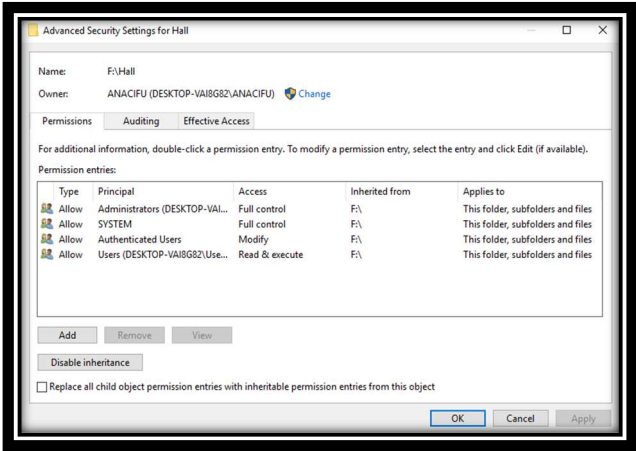 Advanced Security Settings for Hall
Name: F:\Hall
Owner: ANACIFU (DESKTOP-VAI8G82\ANACIFU) Change
Permissions Auditing Effective Access
For additional information, double-click a permission entry. To modify a permission entry, select the entry and click Edit (if available).
Permission entries:
Type Principal Access Inherited from Applies to
Allow Administrators (DESKTOP-VAI... Full control F:\ This folder, subfolders and files
Allow SYSTEM Full control F:\ This folder, subfolders and files
Allow Authenticated Users Modify F:\ This folder, subfolders and files
Allow Users (DESKTOP-VAI8G82\Use... Read & execute F:\ This folder, subfolders and files
Add Remove View
Disable inheritance
Replace all child object permission entries with inheritable permission entries from this object
OK Cancel Apply